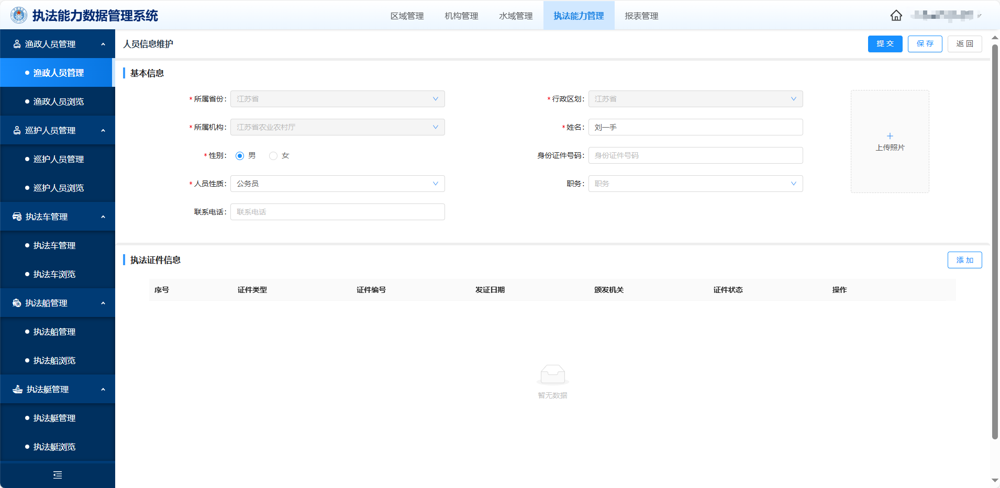 执法能力数据管理系统
区域管理 机构管理 水域管理 执法能力管理 报表管理
渔政人员管理
渔政人员管理
渔政人员浏览
巡护人员管理
巡护人员管理
巡护人员浏览
执法车管理
执法车管理
执法车浏览
执法船管理
执法船管理
执法船浏览
执法艇管理
执法艇管理
执法艇浏览
人员信息维护 提 交 保 存 返 回
基本信息
* 所属省份: 江苏省 * 行政区划: 江苏省
* 所属机构: 江苏省农业农村厅 * 姓名: 刘一手
* 性别: 男 女 身份证件号码: 身份证件号码
* 人员性质: 公务员 职务: 职务
联系电话: 联系电话
+
上传照片
执法证件信息 添 加
序号 证件类型 证件编号 发证日期 颁发机关 证件状态 操作
暂无数据